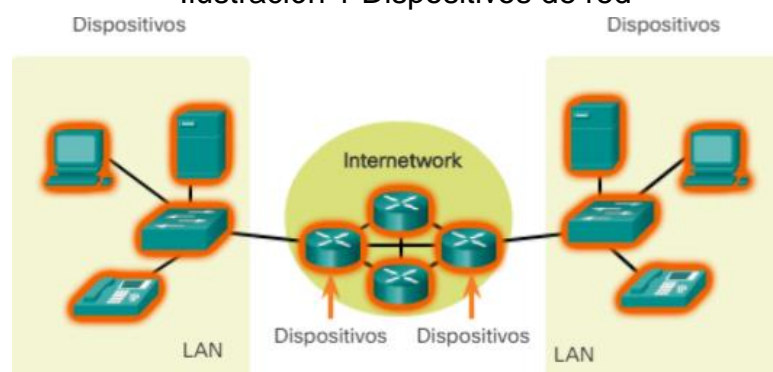 Ilustración 1 Dispositivos de red
Dispositivos
Dispositivos
Internetwork
Dispositivos
Dispositivos
LAN
LAN